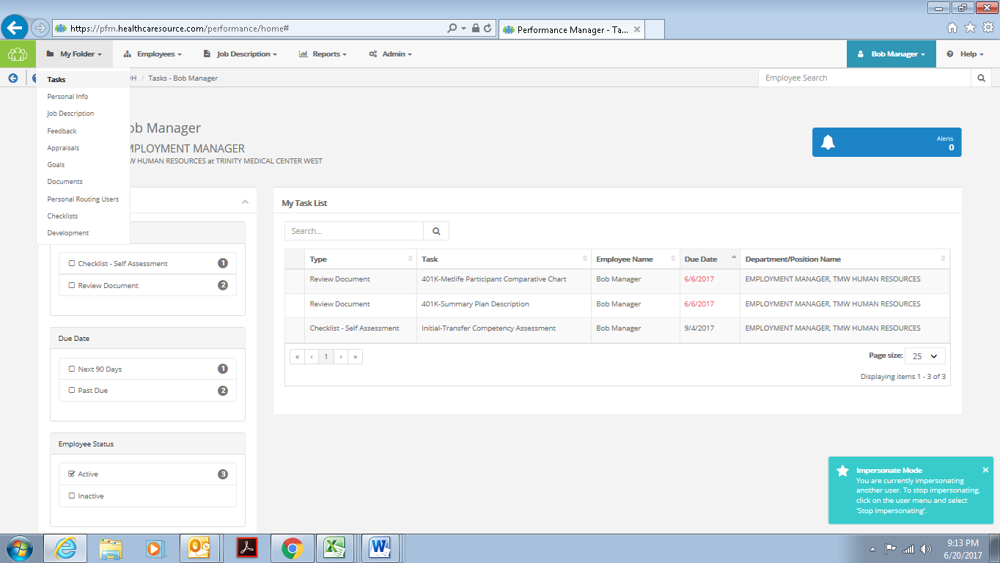 https://pfm.healthcaresource.com/performance/home#
Performance Manager - Ta...
My Folder
Employees
Job Description
Reports
Admin
Bob Manager
Help
Tasks - Bob Manager
Employee Search
Tasks
Personal Info
Job Description
Feedback
Appraisals
Goals
Documents
Personal Routing Users
Checklists
Development
ob Manager
MPLOYMENT MANAGER
W HUMAN RESOURCES at TRINITY MEDICAL CENTER WEST
Alerts
0
Checklist - Self Assessment 1
Review Document 2
Due Date
Next 90 Days 1
Past Due 2
Employee Status
Active 3
Inactive
My Task List
Search...
Type Task Employee Name Due Date Department/Position Name
Review Document 401K-Metlife Participant Comparative Chart Bob Manager 6/6/2017 EMPLOYMENT MANAGER, TMW HUMAN RESOURCES
Review Document 401K-Summary Plan Description Bob Manager 6/6/2017 EMPLOYMENT MANAGER, TMW HUMAN RESOURCES
Checklist - Self Assessment Initial-Transfer Competency Assessment Bob Manager 9/4/2017 EMPLOYMENT MANAGER, TMW HUMAN RESOURCES
« ‹ 1 › »
Page size: 25
Displaying items 1 - 3 of 3
Impersonate Mode
You are currently impersonating
another user. To stop impersonating,
click on the user menu and select
'Stop Impersonating'.
9:13 PM
6/20/2017